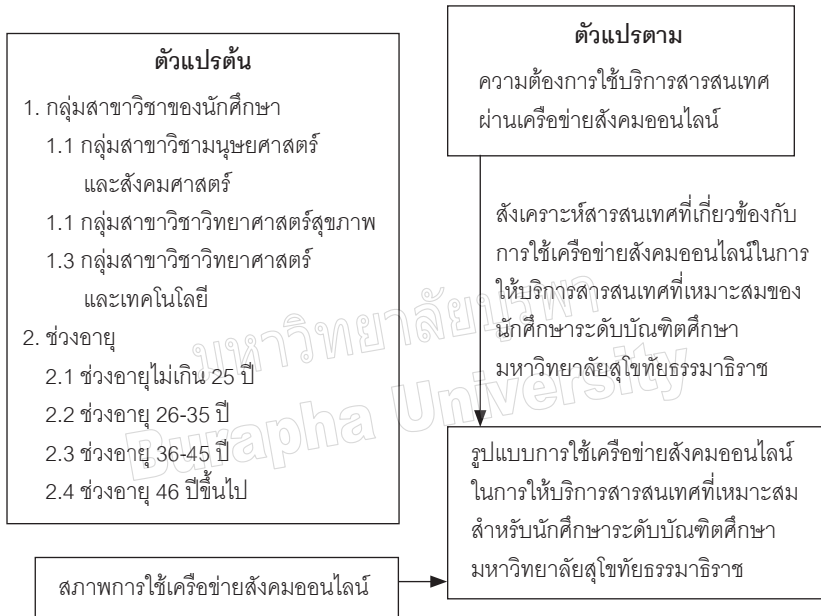 ตัวแปรต้น
1. กลุ่มสาขาวิชาของนักศึกษา
1.1 กลุ่มสาขาวิชามนุษยศาสตร์
และสังคมศาสตร์
1.1 กลุ่มสาขาวิชาวิทยาศาสตร์สุขภาพ
1.3 กลุ่มสาขาวิชาวิทยาศาสตร์
และเทคโนโลยี
2. ช่วงอายุ
2.1 ช่วงอายุไม่เกิน 25 ปี
2.2 ช่วงอายุ 26-35 ปี
2.3 ช่วงอายุ 36-45 ปี
2.4 ช่วงอายุ 46 ปีขึ้นไป
ตัวแปรตาม
ความต้องการใช้บริการสารสนเทศ
ผ่านเครือข่ายสังคมออนไลน์
สังเคราะห์สารสนเทศที่เกี่ยวข้องกับ
การใช้เครือข่ายสังคมออนไลน์ในการ
ให้บริการสารสนเทศที่เหมาะสมของ
นักศึกษาระดับบัณฑิตศึกษา
มหาวิทยาลัยสุโขทัยธรรมาธิราช
รูปแบบการใช้เครือข่ายสังคมออนไลน์
ในการให้บริการสารสนเทศที่เหมาะสม
สำหรับนักศึกษาระดับบัณฑิตศึกษา
มหาวิทยาลัยสุโขทัยธรรมาธิราช
สภาพการใช้เครือข่ายสังคมออนไลน์
มหาวิทยาลัยบูรพา
Burapha University